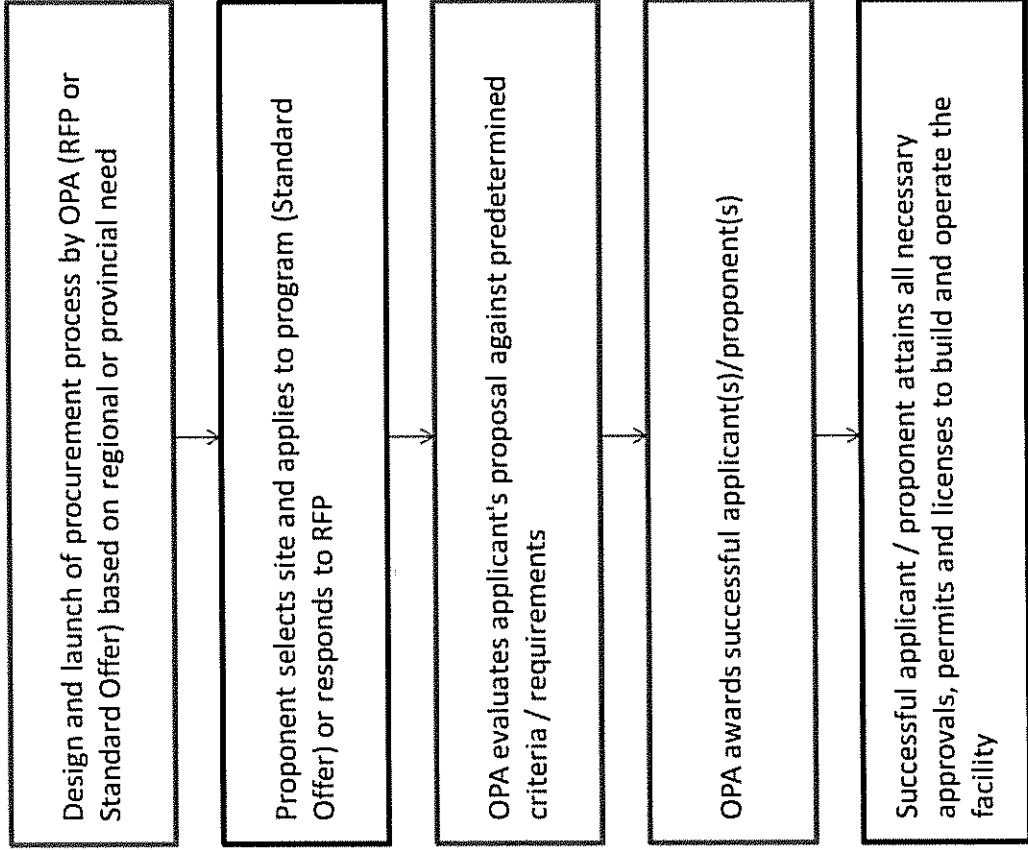 Design and launch of procurement process by OPA (RFP or
Standard Offer) based on regional or provincial need
Proponent selects site and applies to program (Standard
Offer) or responds to RFP
OPA evaluates applicant's proposal against predetermined
criteria / requirements
OPA awards successful applicant(s)/proponent(s)
Successful applicant / proponent attains all necessary
approvals, permits and licenses to build and operate the
facility